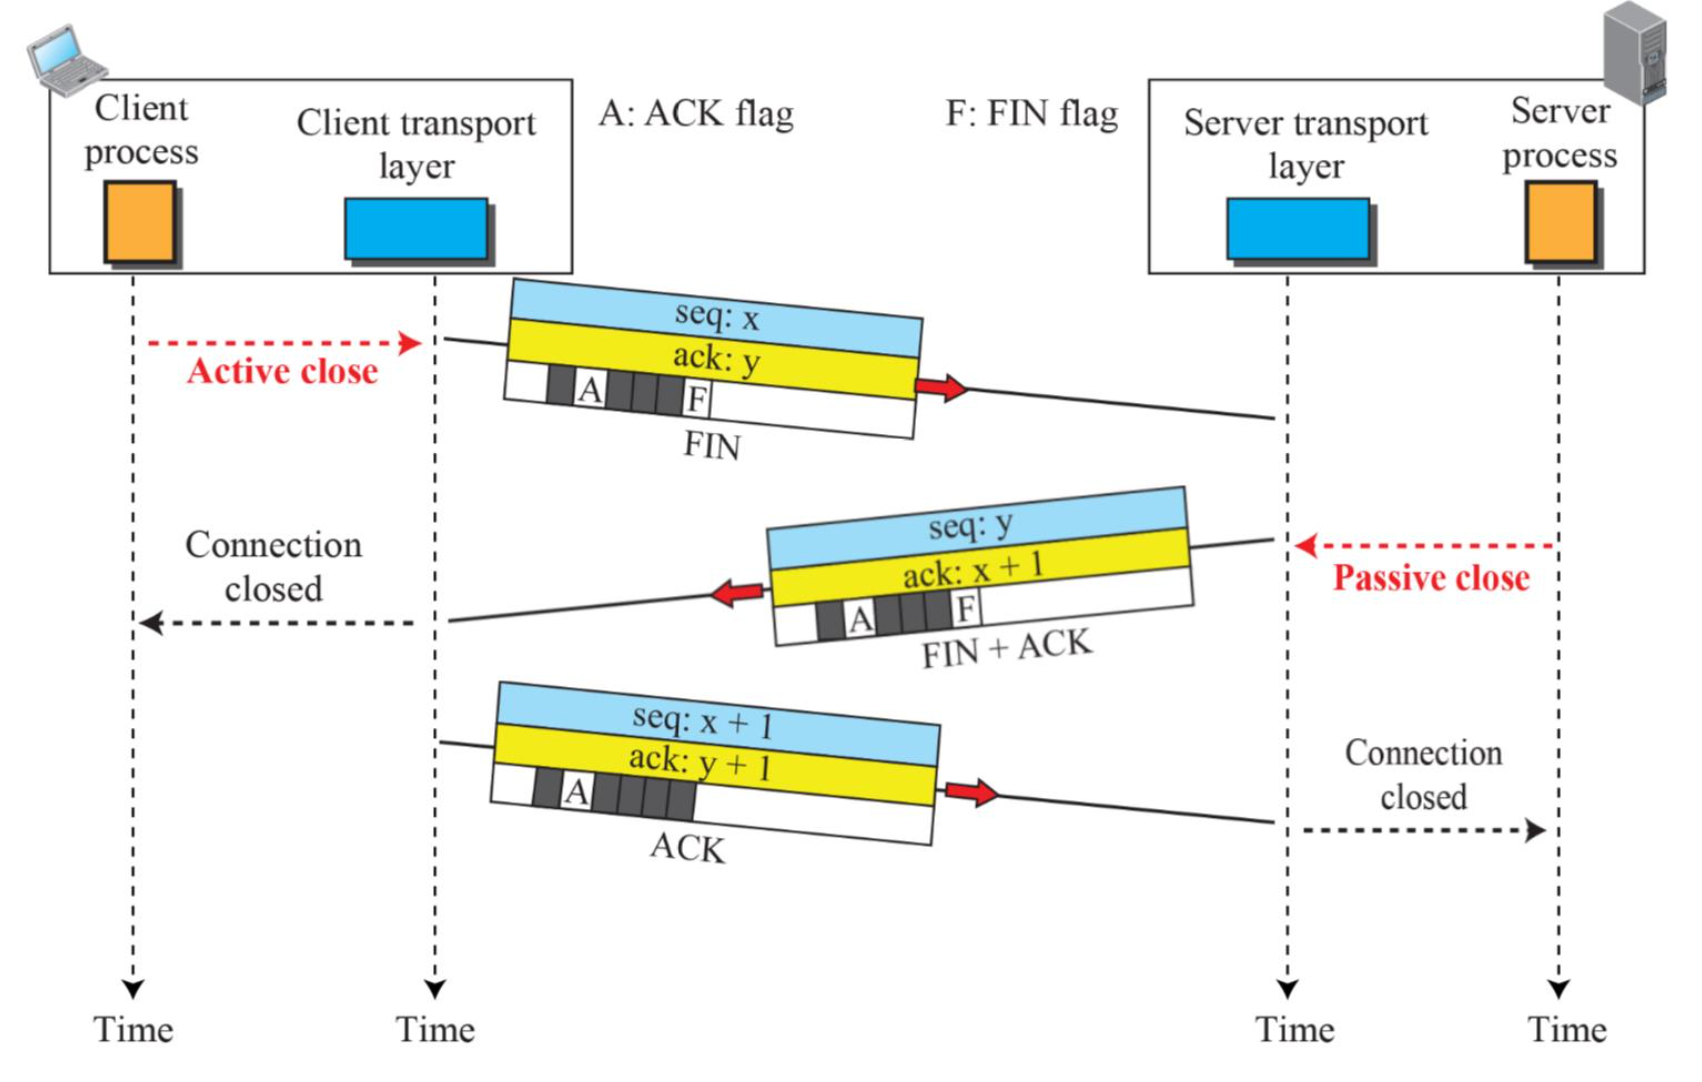 Client
process
Client transport
layer
A: ACK flag
F: FIN flag
Server transport
layer
Server
process
Active close
seq: x
ack: y
A
F
FIN
Connection
closed
seq: y
ack: x + 1
A
F
FIN + ACK
Passive close
seq: x + 1
ack: y + 1
A
ACK
Connection
closed
Time
Time
Time
Time